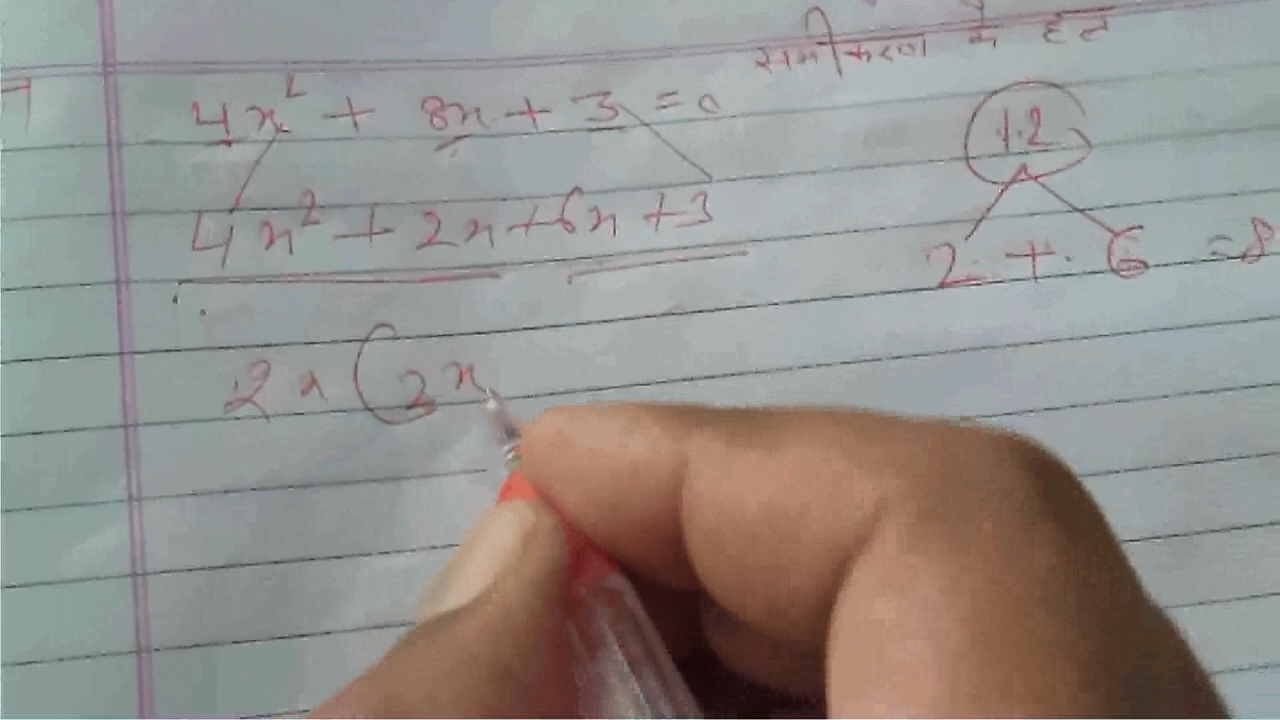 समीकरण के हल
4x² + 8x + 3 = 0
12
4x² + 2x + 6x + 3
2 + 6 = 8
2x (2x